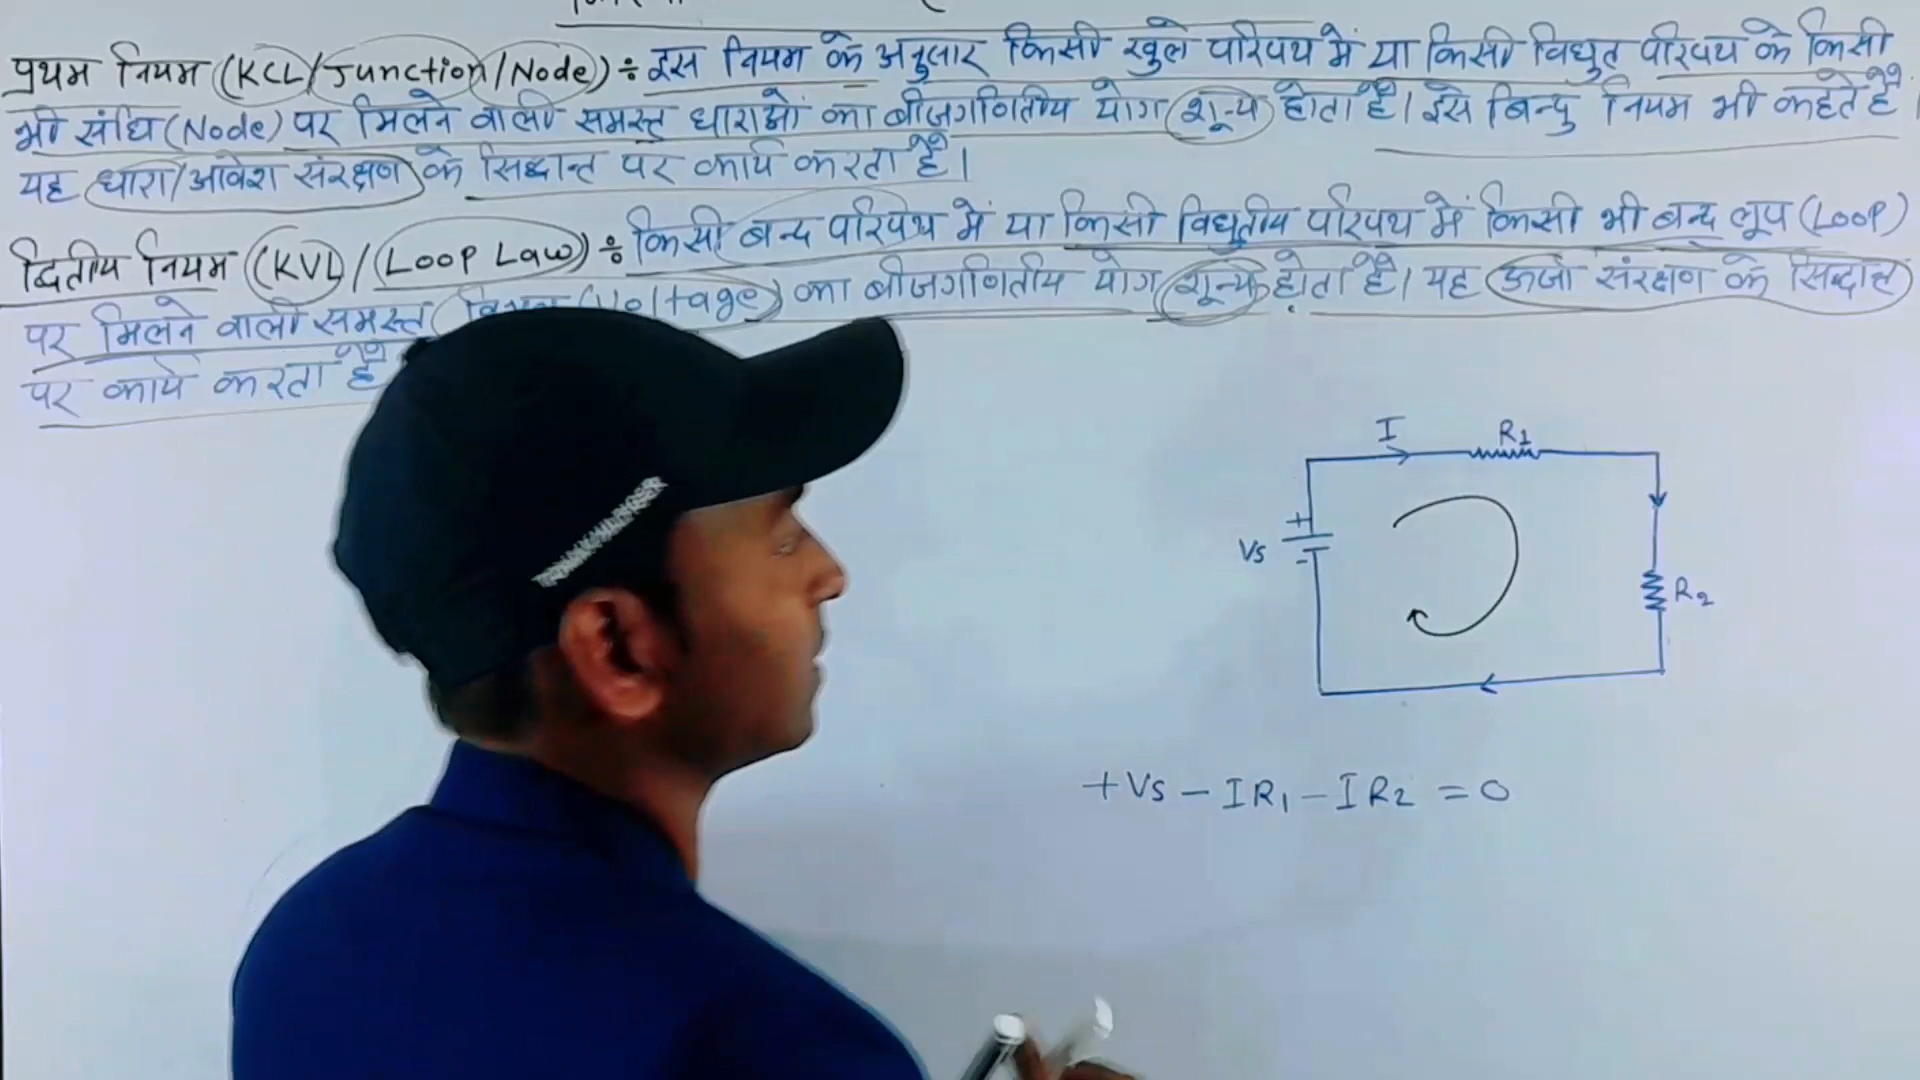 प्रथम नियम (KCL/Junction/Node) ÷ इस नियम के अनुसार किसी खुले परिपथ में या किसी विधुत परिपथ के किसी
भी संधि (Node) पर मिलने वाली समस्त धाराओं का बीजगणितीय योग शून्य होता है। इसे बिन्दु नियम भी कहते है।
यह धारा/आवेश संरक्षण के सिद्धान्त पर कार्य करता है।
द्वितीय नियम (KVL/(Loop Law) ÷ किसी बन्द परिपथ में या किसी विधुतीय परिपथ में किसी भी बन्द लूप (Loop)
पर मिलने वाली समस्त (Voltage) का बीजगणितीय योग शून्य होता है। यह ऊर्जा संरक्षण के सिद्धान्त
पर कार्य करता है
I R1
+
Vs
-
R2
+Vs - IR1 - IR2 = 0